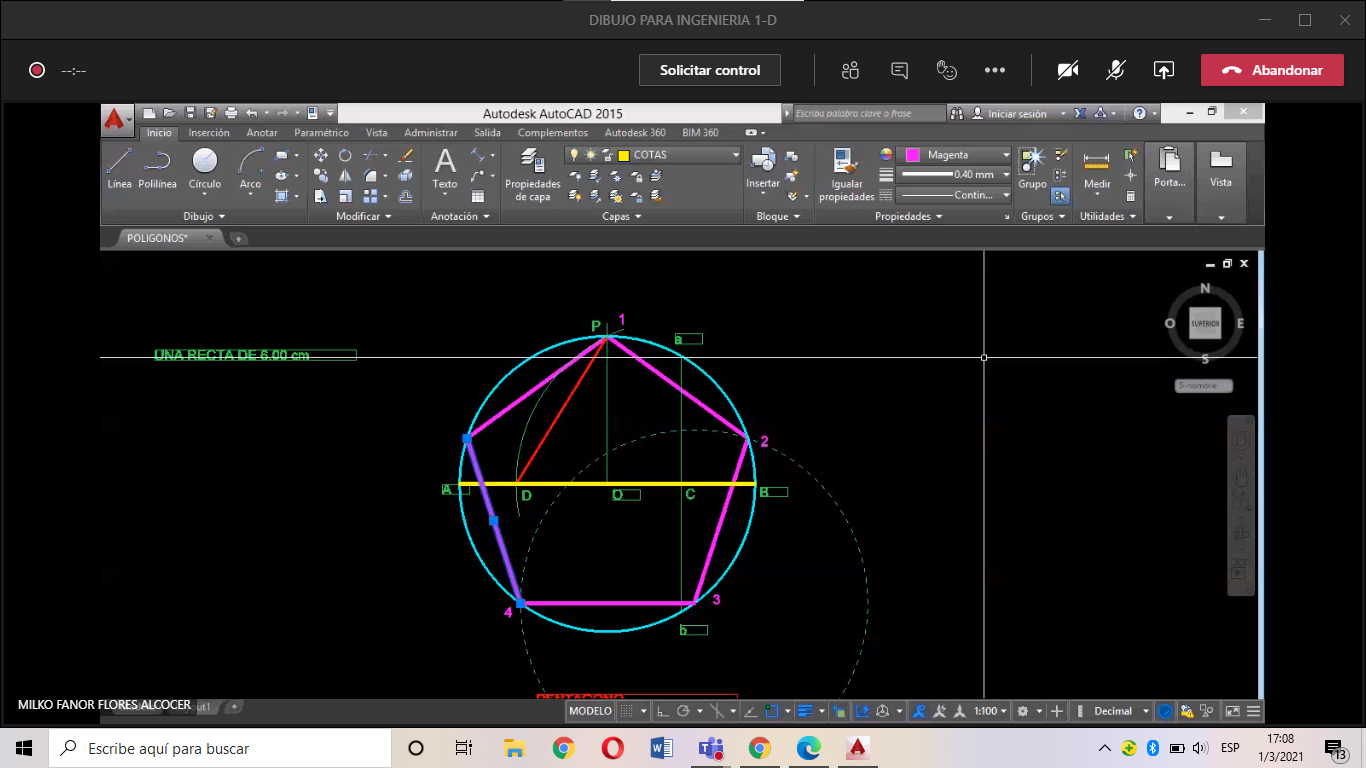 DIBUJO PARA INGENIERIA 1-D
--:--
Solicitar control
Abandonar
Autodesk AutoCAD 2015
Escriba palabra clave o frase
Iniciar sesión
Inicio Inserción Anotar Paramétrico Vista Administrar Salida Complementos Autodesk 360 BIM 360
COTAS
Magenta
0.40 mm
Contin...
Línea Polilínea Círculo Arco
Texto
Propiedades de capa
Insertar
Igualar propiedades
Grupo
Medir
Porta...
Vista
Dibujo Modificar Anotación Capas Bloque Propiedades Grupos Utilidades
POLIGONOS*
N
O SUPERIOR E
S
S-nombre
UNA RECTA DE 6.00 cm
P 1
a
2
A D O C B
4 3
b
PENTAGONO
MILKO FANOR FLORES ALCOCER
MODELO
1:100
Decimal
Escribe aquí para buscar
ESP
17:08
1/3/2021
13